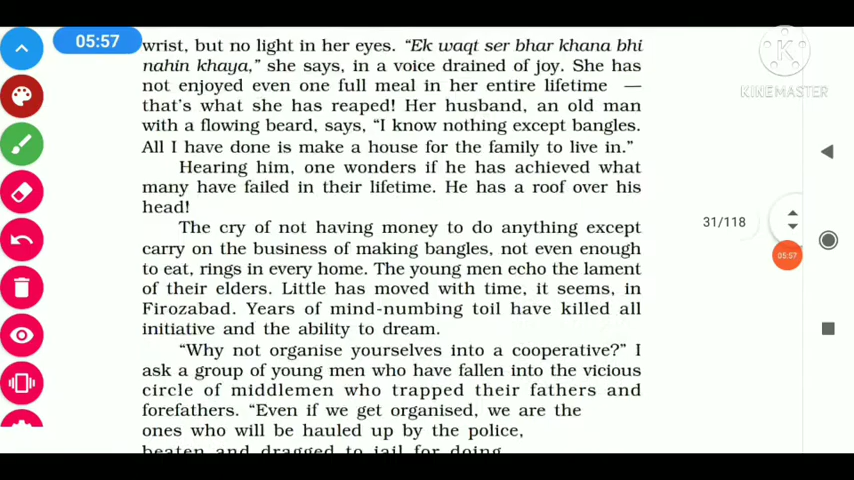 05:57
KINEMASTER
wrist, but no light in her eyes. “Ek waqt ser bhar khana bhi
nahin khaya,” she says, in a voice drained of joy. She has
not enjoyed even one full meal in her entire lifetime —
that’s what she has reaped! Her husband, an old man
with a flowing beard, says, “I know nothing except bangles.
All I have done is make a house for the family to live in.”
Hearing him, one wonders if he has achieved what
many have failed in their lifetime. He has a roof over his
head!
The cry of not having money to do anything except
carry on the business of making bangles, not even enough
to eat, rings in every home. The young men echo the lament
of their elders. Little has moved with time, it seems, in
Firozabad. Years of mind-numbing toil have killed all
initiative and the ability to dream.
“Why not organise yourselves into a cooperative?” I
ask a group of young men who have fallen into the vicious
circle of middlemen who trapped their fathers and
forefathers. “Even if we get organised, we are the
ones who will be hauled up by the police,
beaten and dragged to jail for doing
31/118
05:57